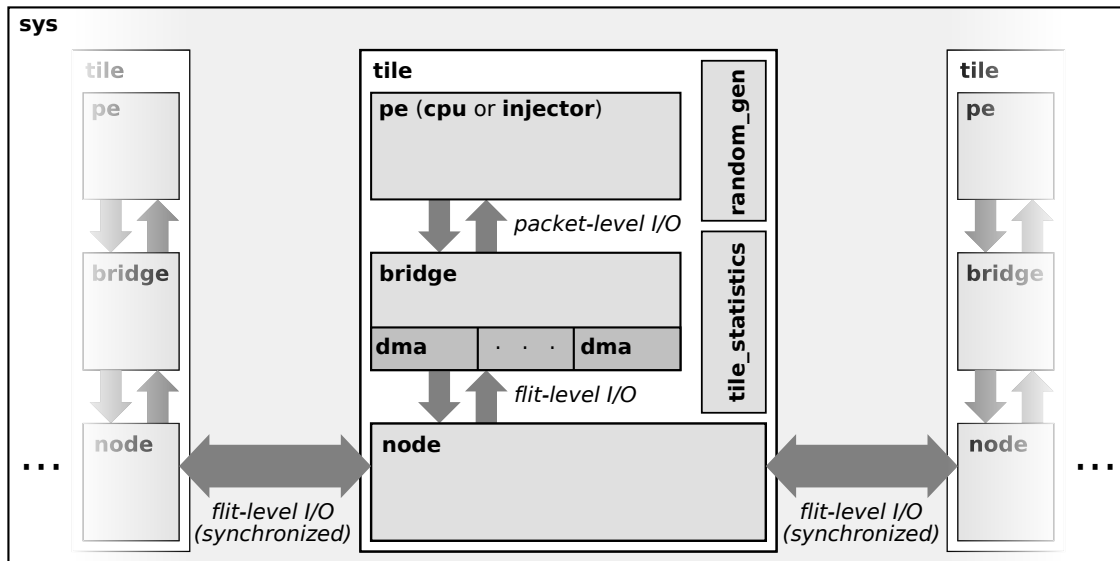 sys
tile
pe
bridge
node
...
flit-level I/O
(synchronized)
tile
pe (cpu or injector)
packet-level I/O
bridge
dma
. . .
dma
flit-level I/O
node
random_gen
tile_statistics
flit-level I/O
(synchronized)
tile
pe
bridge
node
...